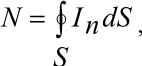 N = ∮ I_n dS ,
S